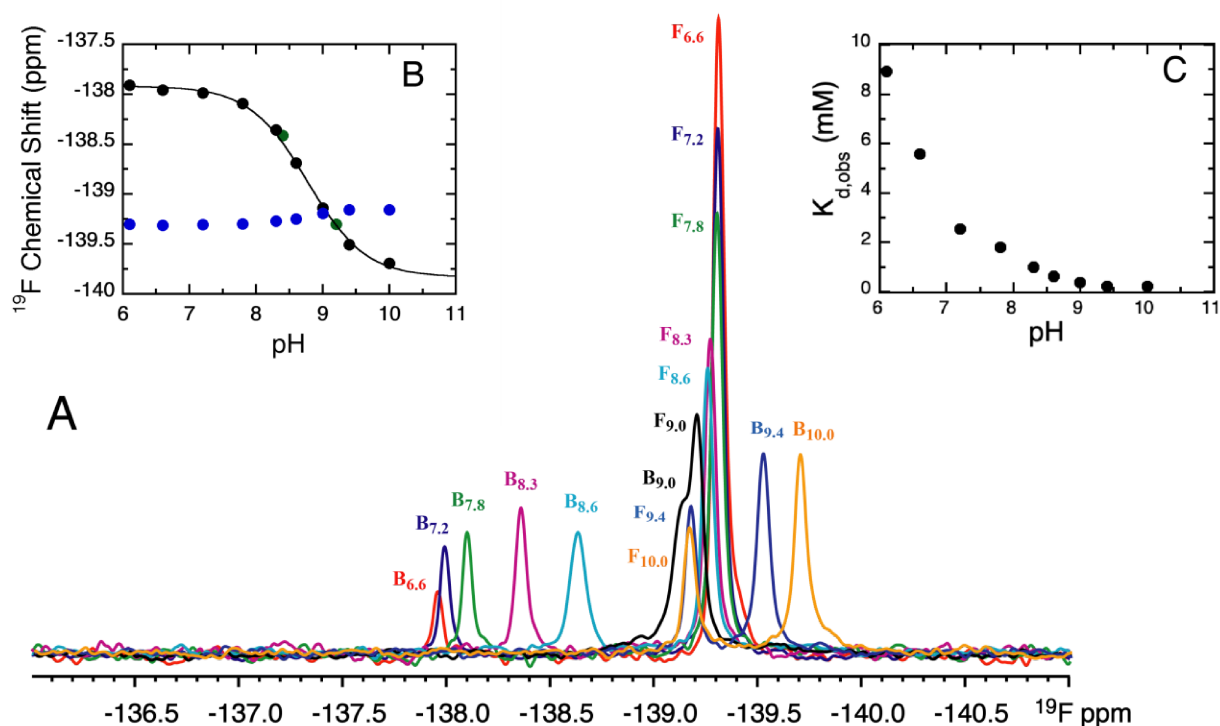 -137.5
-138
-138.5
-139
-139.5
-140
¹⁹F Chemical Shift (ppm)
B
6 7 8 9 10 11
pH
10
8
6
4
2
0
K_d,obs (mM)
C
6 7 8 9 10 11
pH
A
F6.6
F7.2
F7.8
F8.3
F8.6
F9.0
B9.0
F9.4
F10.0
B6.6
B7.2
B7.8
B8.3
B8.6
B9.4
B10.0
-136.5 -137.0 -137.5 -138.0 -138.5 -139.0 -139.5 -140.0 -140.5 ¹⁹F ppm